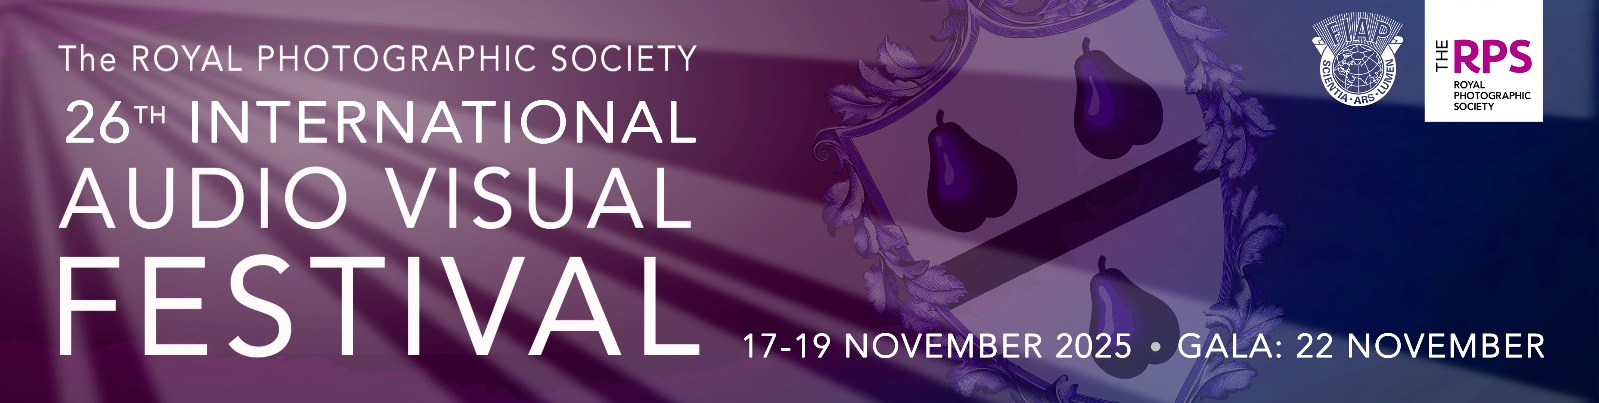 The ROYAL PHOTOGRAPHIC SOCIETY
26TH INTERNATIONAL
AUDIO VISUAL
FESTIVAL
17-19 NOVEMBER 2025 • GALA: 22 NOVEMBER
FIAP
SCIENTIA · ARS · LUMEN
THE RPS
ROYAL
PHOTOGRAPHIC
SOCIETY